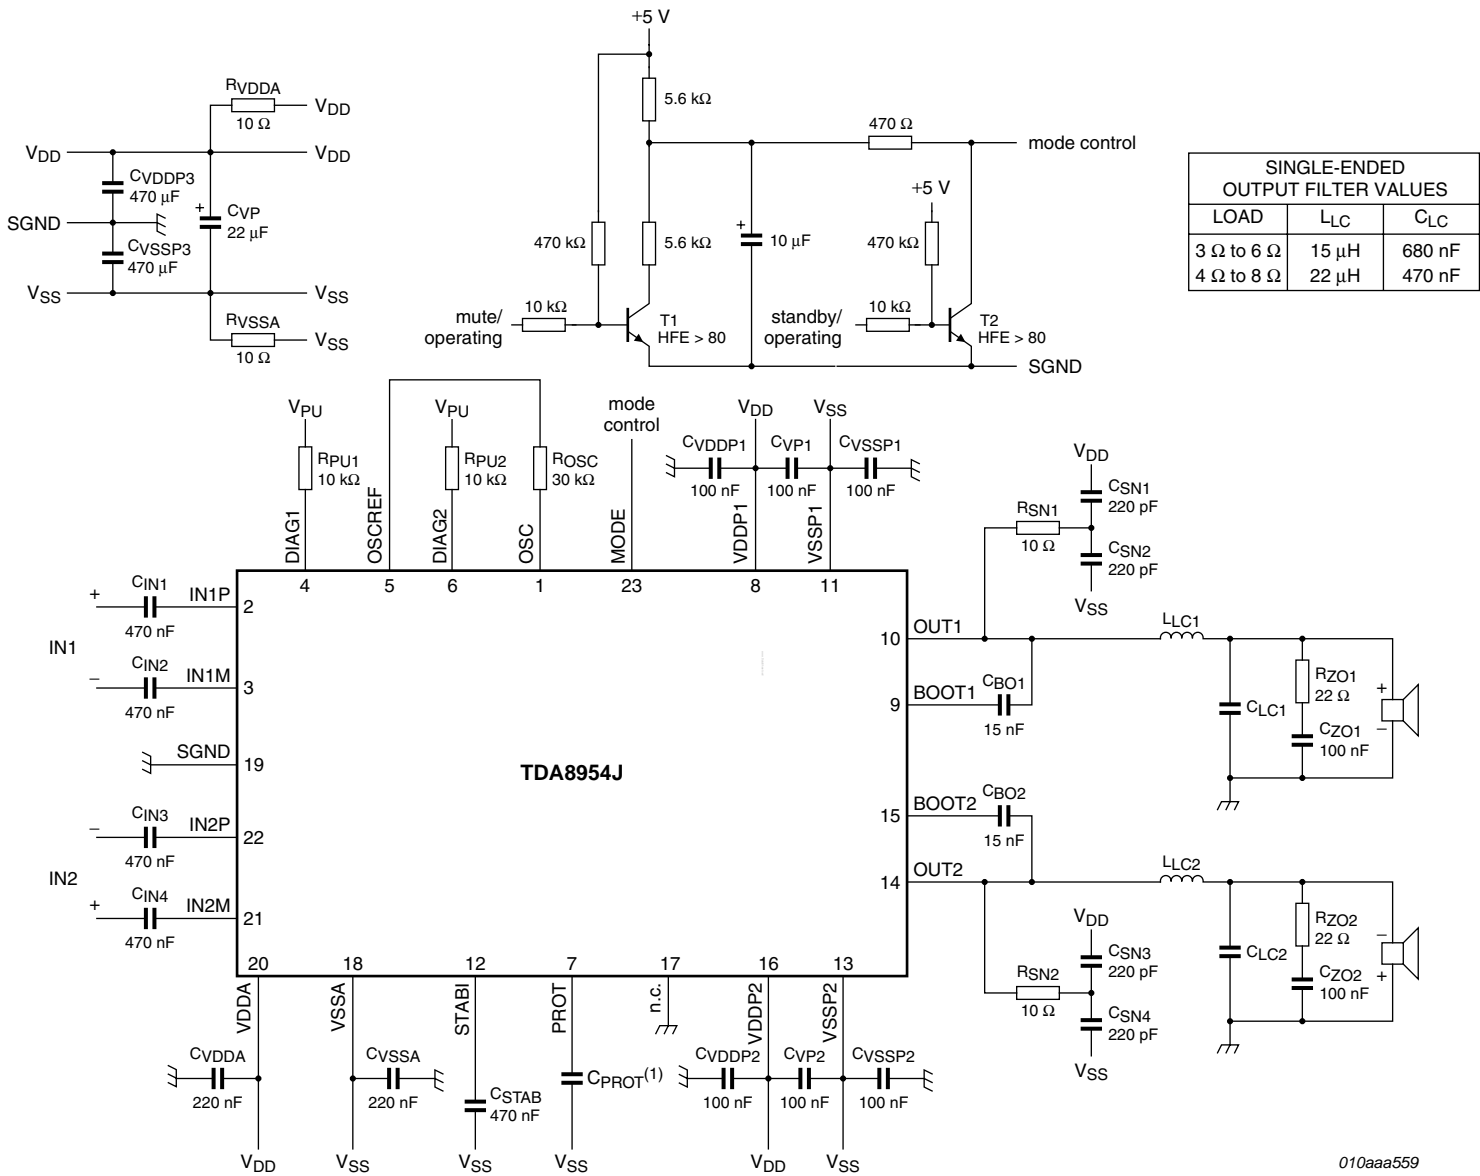 +5 V
RVDDA
10 Ω
VDD
VDD
VDD
CVDDP3
470 μF
SGND
CVP
22 μF
+
CVSSP3
470 μF
VSS
VSS
RVSSA
10 Ω
VSS
5.6 kΩ
470 Ω
mode control
+5 V
470 kΩ
5.6 kΩ
+
10 μF
470 kΩ
mute/
operating
10 kΩ
T1
HFE > 80
standby/
operating
10 kΩ
T2
HFE > 80
SGND
SINGLE-ENDED
OUTPUT FILTER VALUES
LOAD LLC CLC
3 Ω to 6 Ω 15 μH 680 nF
4 Ω to 8 Ω 22 μH 470 nF
VPU
RPU1
10 kΩ
VPU
RPU2
10 kΩ
ROSC
30 kΩ
mode
control
VDD
VSS
CVDDP1
100 nF
CVP1
100 nF
CVSSP1
100 nF
DIAG1
OSCREF
DIAG2
OSC
MODE
VDDP1
VSSP1
4 5 6 1 23 8 11
VDD
CSN1
220 pF
RSN1
10 Ω
CSN2
220 pF
VSS
+
CIN1
470 nF
IN1P
2
IN1
−
CIN2
470 nF
IN1M
3
SGND
19
−
CIN3
470 nF
IN2P
22
IN2
+
CIN4
470 nF
IN2M
21
TDA8954J
10 OUT1
LLC1
9 BOOT1
CBO1
15 nF
CLC1
RZO1
22 Ω
CZO1
100 nF
+
−
15 BOOT2
CBO2
15 nF
14 OUT2
LLC2
CLC2
RZO2
22 Ω
CZO2
100 nF
−
+
VDD
CSN3
220 pF
RSN2
10 Ω
CSN4
220 pF
VSS
20 18 12 7 17 16 13
VDDA
VSSA
STABI
PROT
n.c.
VDDP2
VSSP2
CVDDA
220 nF
CVSSA
220 nF
CSTAB
470 nF
CPROT(1)
CVDDP2
100 nF
CVP2
100 nF
CVSSP2
100 nF
VDD
VSS
VSS
VSS
VDD
VSS
010aaa559